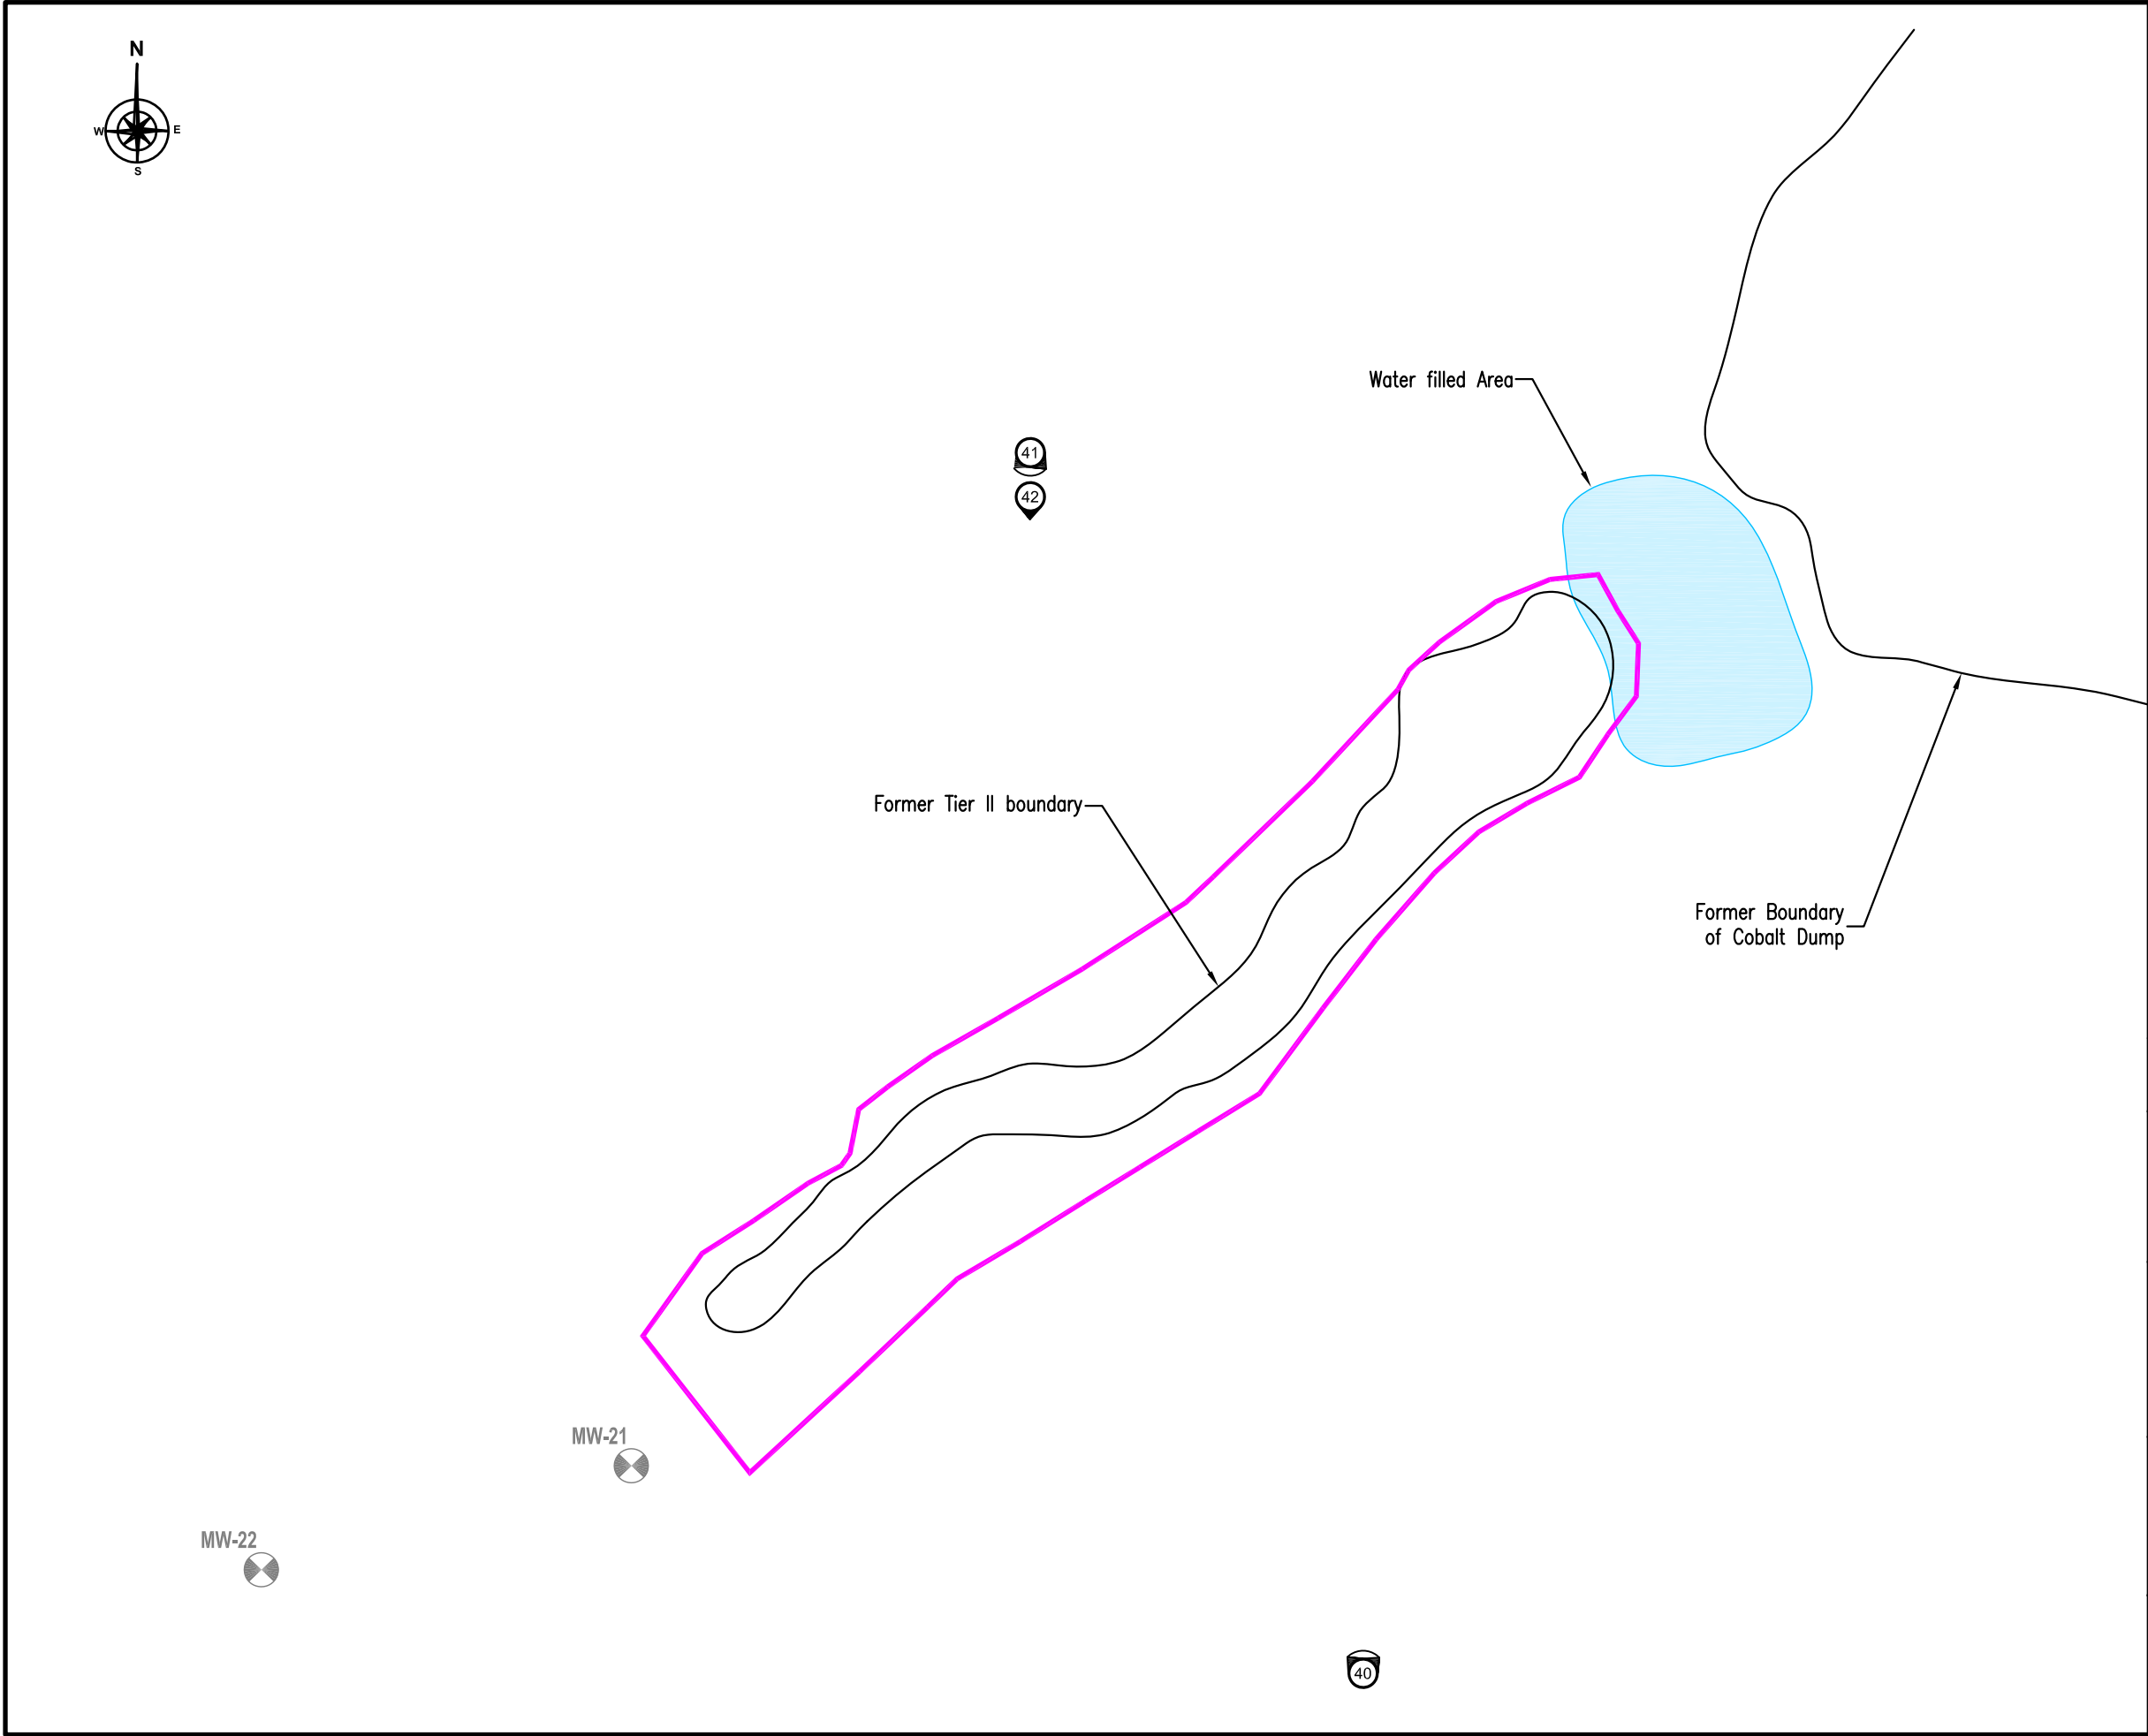 N
W E
S
Water filled Area
41
42
Former Tier II boundary
Former Boundary
of Cobalt Dump
MW-21
MW-22
40